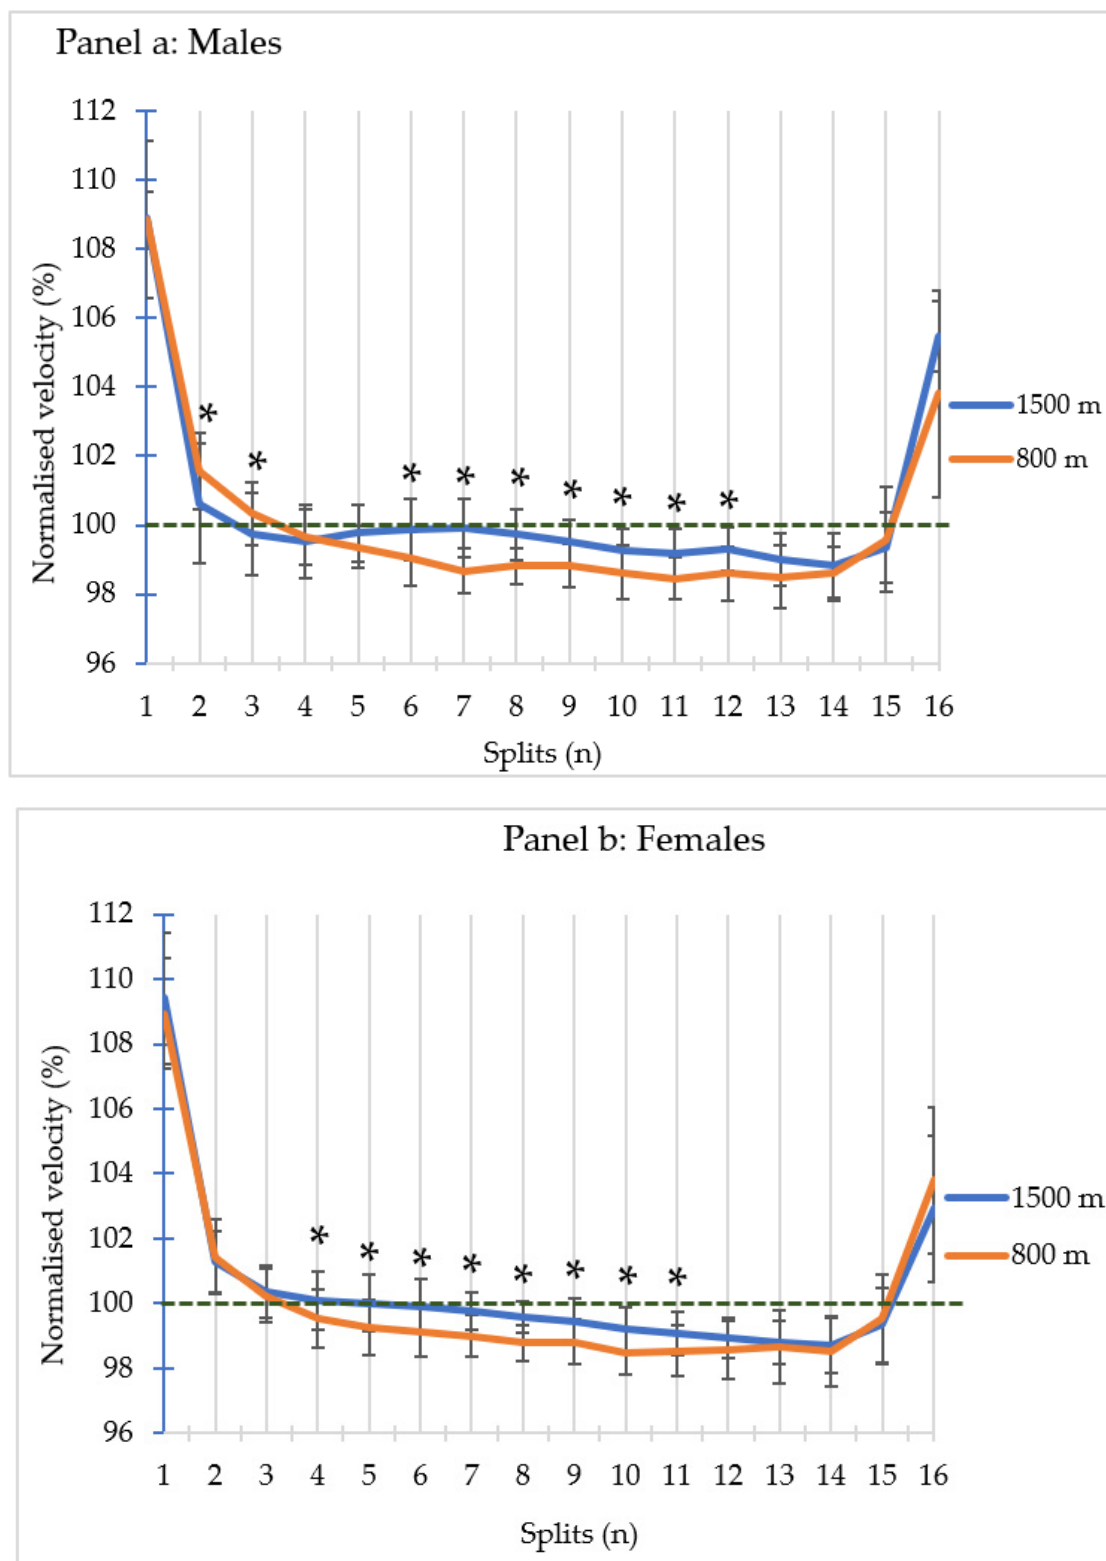 Panel a: Males
Normalised velocity (%)
112
110
108
106
104
102
100
98
96
* * * * * * * * *
1500 m
800 m
1 2 3 4 5 6 7 8 9 10 11 12 13 14 15 16
Splits (n)
Panel b: Females
Normalised velocity (%)
112
110
108
106
104
102
100
98
96
* * * * * * * *
1500 m
800 m
1 2 3 4 5 6 7 8 9 10 11 12 13 14 15 16
Splits (n)